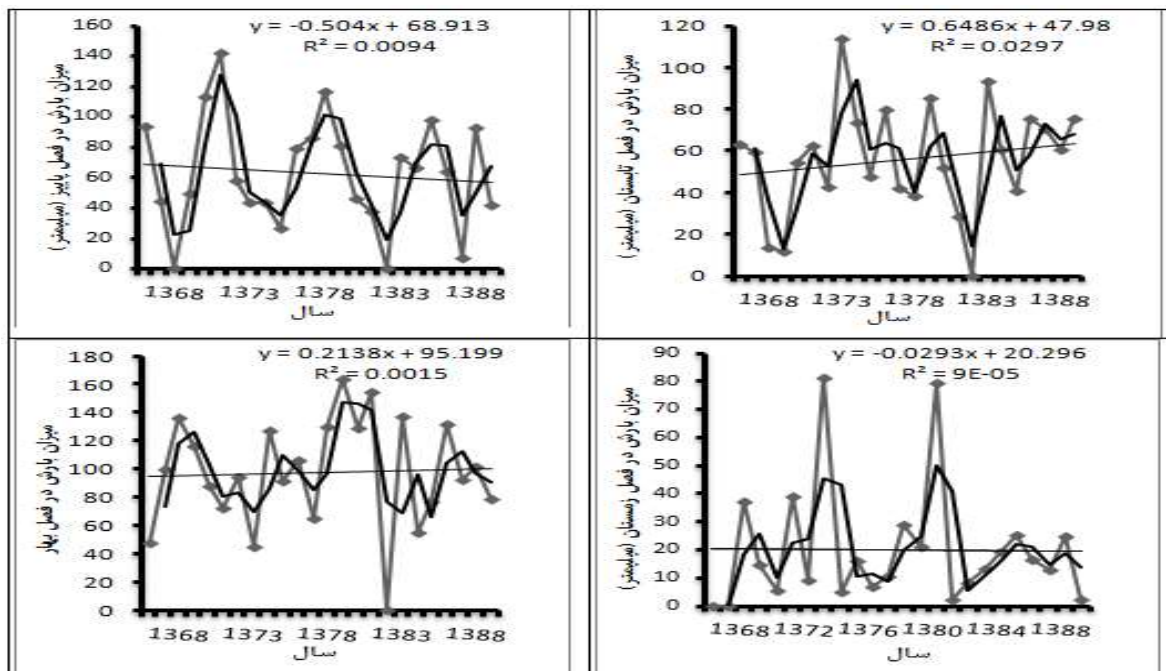 y = -0.504x + 68.913
R² = 0.0094
میزان بارش در فصل پاییز (میلیمتر)
160
140
120
100
80
60
40
20
0
1368 1373 1378 1383 1388
سال
y = 0.6486x + 47.98
R² = 0.0297
میزان بارش در فصل تابستان (میلیمتر)
120
100
80
60
40
20
0
1368 1373 1378 1383 1388
سال
y = 0.2138x + 95.199
R² = 0.0015
میزان بارش در فصل بهار
180
160
140
120
100
80
60
40
20
0
1368 1373 1378 1383 1388
سال
y = -0.0293x + 20.296
R² = 9E-05
میزان بارش در فصل زمستان (میلیمتر)
90
80
70
60
50
40
30
20
10
0
1368 1372 1376 1380 1384 1388
سال